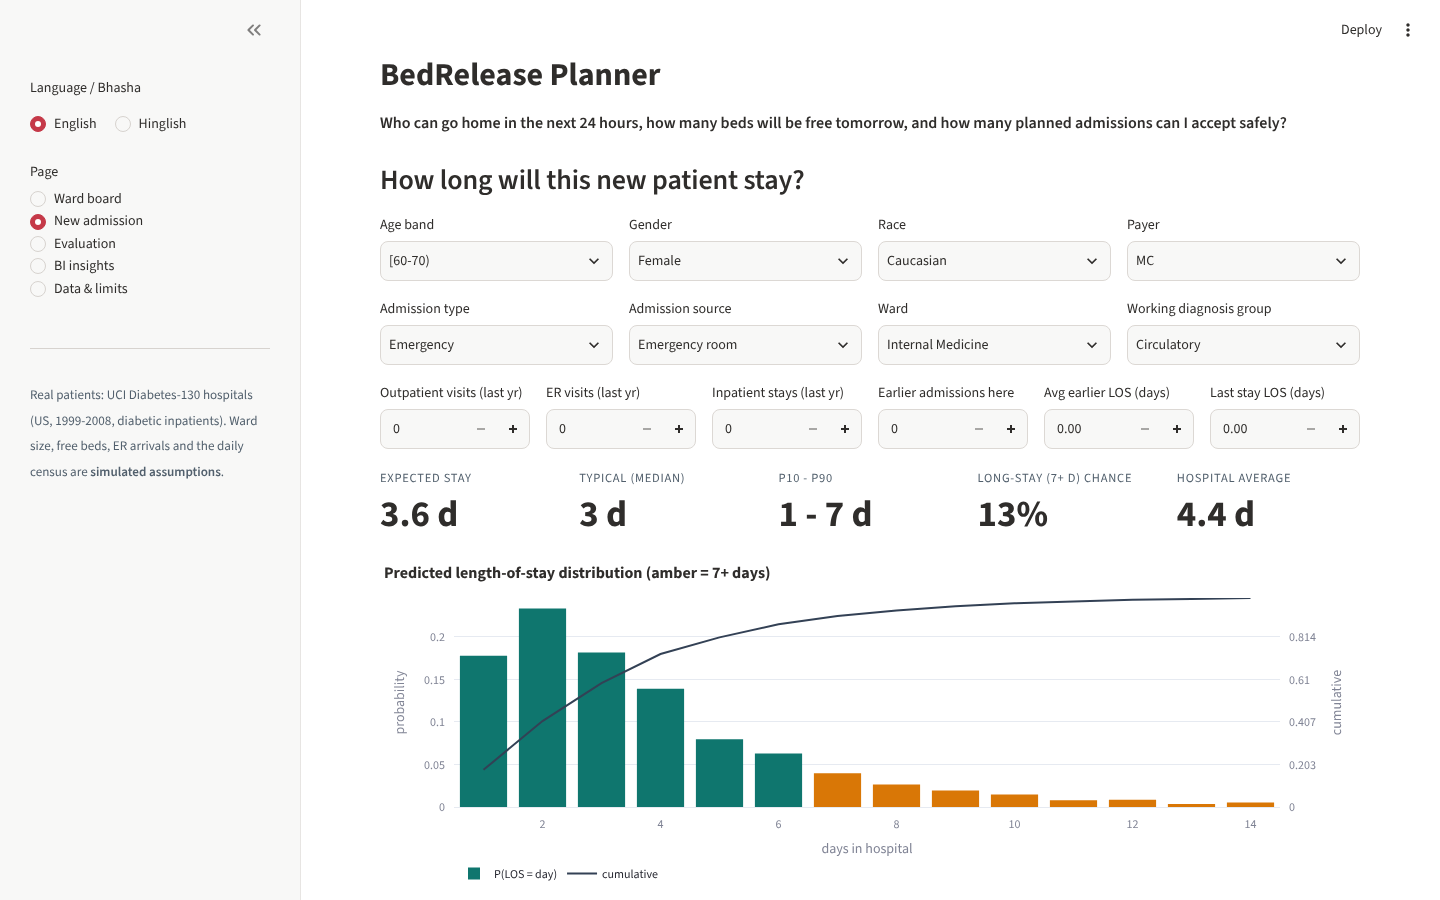 Deploy
Language / Bhasha
English Hinglish
Page
Ward board
New admission
Evaluation
BI insights
Data & limits
Real patients: UCI Diabetes-130 hospitals
(US, 1999-2008, diabetic inpatients). Ward
size, free beds, ER arrivals and the daily
census are simulated assumptions.
BedRelease Planner
Who can go home in the next 24 hours, how many beds will be free tomorrow, and how many planned admissions can I accept safely?
How long will this new patient stay?
Age band Gender Race Payer
[60-70) Female Caucasian MC
Admission type Admission source Ward Working diagnosis group
Emergency Emergency room Internal Medicine Circulatory
Outpatient visits (last yr) ER visits (last yr) Inpatient stays (last yr) Earlier admissions here Avg earlier LOS (days) Last stay LOS (days)
0 0 0 0 0.00 0.00
EXPECTED STAY TYPICAL (MEDIAN) P10 - P90 LONG-STAY (7+ D) CHANCE HOSPITAL AVERAGE
3.6 d 3 d 1 - 7 d 13% 4.4 d
Predicted length-of-stay distribution (amber = 7+ days)
probability
0.2
0.15
0.1
0.05
0
0.814
0.61
0.407
0.203
0
cumulative
2 4 6 8 10 12 14
days in hospital
P(LOS = day) cumulative